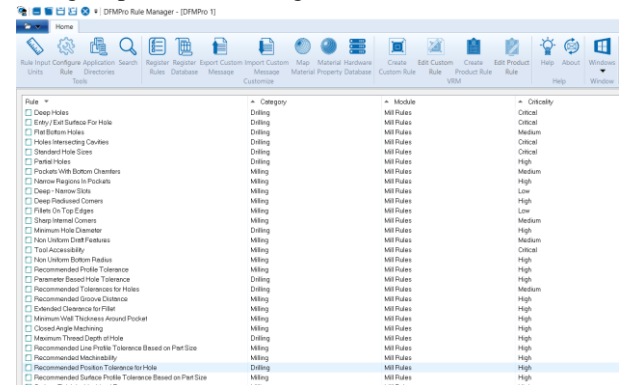 DFMPro Rule Manager - [DFMPro 1]
Home
Rule Input Units Configure Rule Application Directories Search Register Rules Register Database Export Custom Message Import Custom Message Map Material Material Property Hardware Database Create Custom Rule Edit Custom Rule Create Product Rule Edit Product Rule Help About Windows
Tools Customize VRM Help Window
Rule Category Module Criticality
Deep Holes Drilling Mill Rules Critical
Entry / Exit Surface For Hole Drilling Mill Rules Critical
Flat Bottom Holes Drilling Mill Rules Medium
Holes Intersecting Cavities Drilling Mill Rules Critical
Standard Hole Sizes Drilling Mill Rules Critical
Partial Holes Drilling Mill Rules High
Pockets With Bottom Chamfers Milling Mill Rules Medium
Narrow Regions In Pockets Milling Mill Rules High
Deep - Narrow Slots Milling Mill Rules Low
Deep Radiused Corners Milling Mill Rules High
Fillets On Top Edges Milling Mill Rules Low
Sharp Internal Corners Milling Mill Rules Medium
Minimum Hole Diameter Drilling Mill Rules High
Non Uniform Draft Features Milling Mill Rules Medium
Tool Accessibility Milling Mill Rules Critical
Non Uniform Bottom Radius Milling Mill Rules High
Recommended Profile Tolerance Milling Mill Rules High
Parameter Based Hole Tolerance Drilling Mill Rules High
Recommended Tolerances for Holes Drilling Mill Rules Medium
Recommended Groove Distance Milling Mill Rules High
Extended Clearance for Fillet Milling Mill Rules High
Minimum Wall Thickness Around Pocket Milling Mill Rules High
Closed Angle Machining Milling Mill Rules High
Maximum Thread Depth of Hole Drilling Mill Rules High
Recommended Line Profile Tolerance Based on Part Size Milling Mill Rules High
Recommended Machinability Milling Mill Rules High
Recommended Position Tolerance for Hole Drilling Mill Rules High
Recommended Surface Profile Tolerance Based on Part Size Milling Mill Rules High